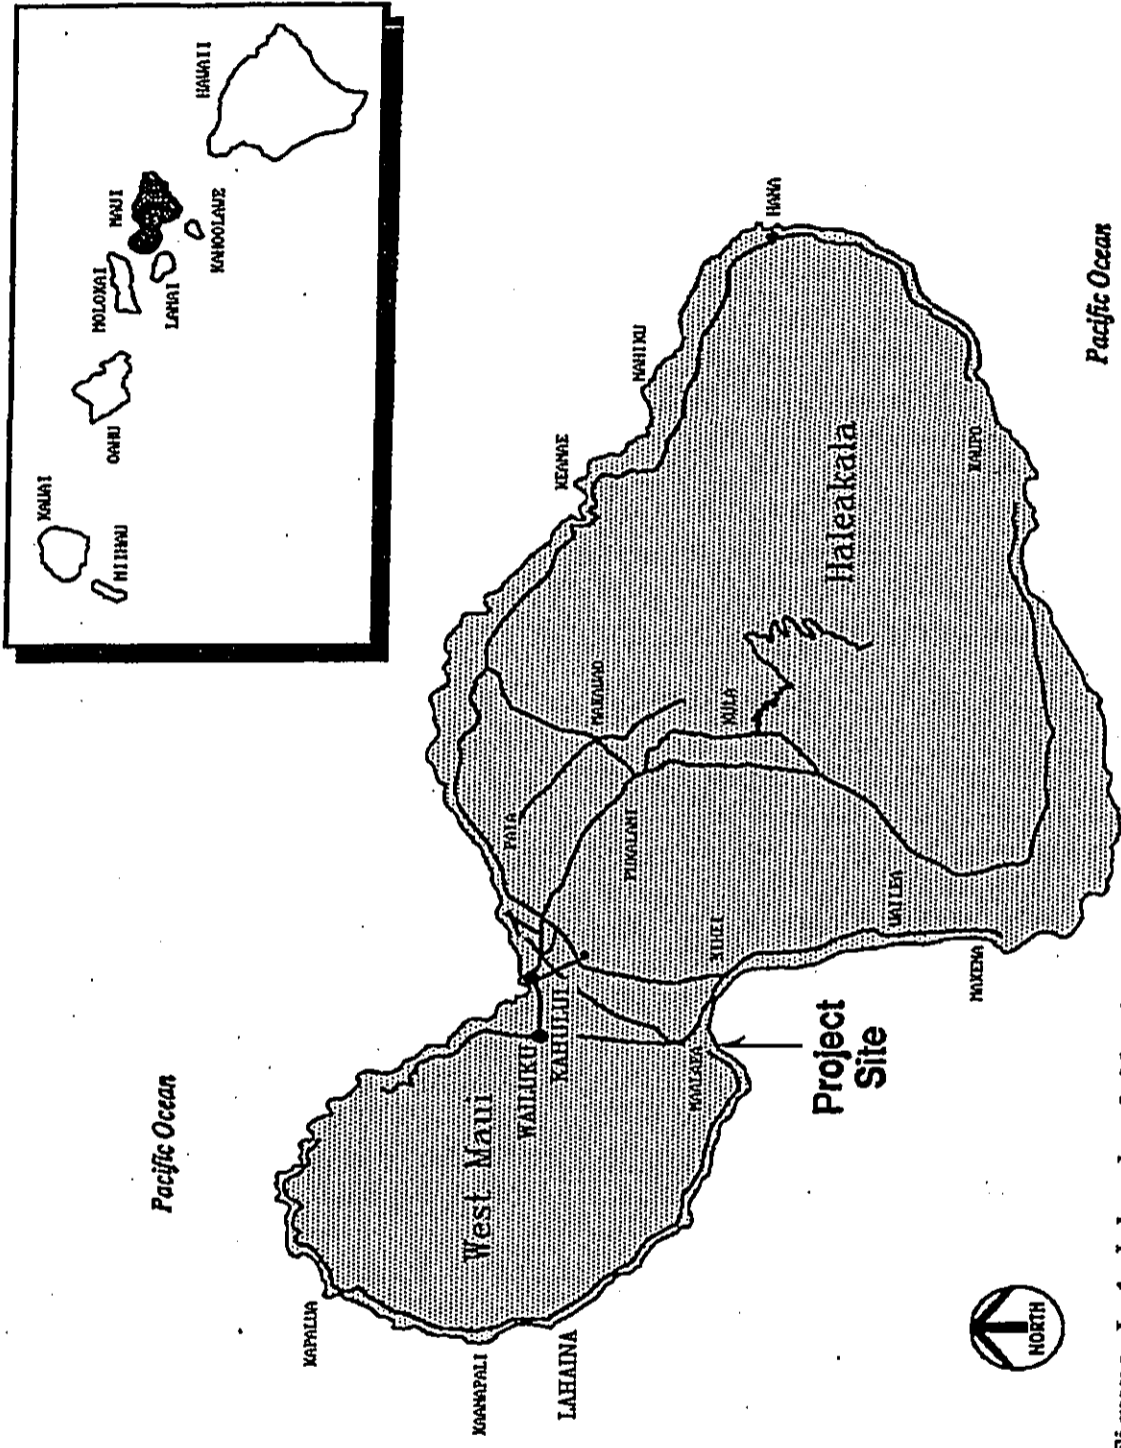 KAUAI
NIIHAU
OAHU
MOLOKAI
MAUI
LANAI
KAHOOLAWE
HAWAII
Pacific Ocean
KAPALUA
KAANAPALI
LAHAINA
West Maui
WAILUKU
KAHULUI
PAIA
MAKAWAO
PUKALANI
KULA
KEANAE
NAHIKU
HANA
Haleakala
KAUPO
KIHEI
MAALAEA
WAILEA
MAKENA
Project
Site
Pacific Ocean
NORTH